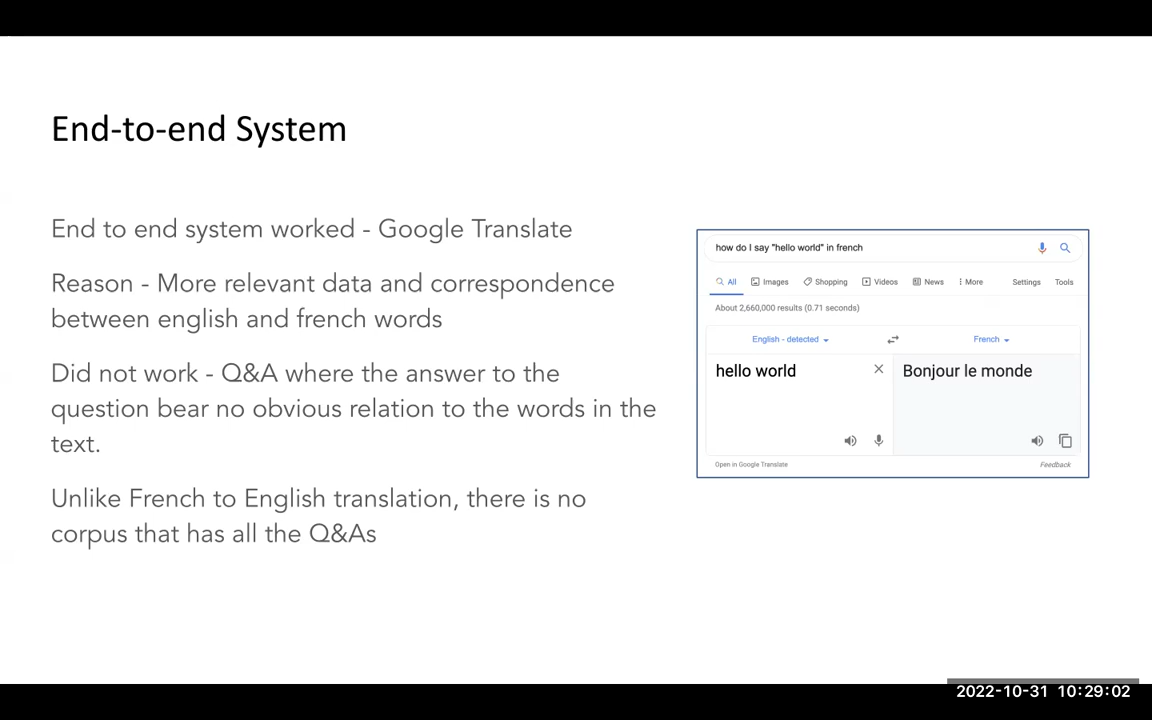 End-to-end System
End to end system worked - Google Translate
Reason - More relevant data and correspondence
between english and french words
Did not work - Q&A where the answer to the
question bear no obvious relation to the words in the
text.
Unlike French to English translation, there is no
corpus that has all the Q&As
how do I say "hello world" in french
All Images Shopping Videos News More Settings Tools
About 2,660,000 results (0.71 seconds)
English - detected French
hello world Bonjour le monde
Open in Google Translate Feedback
2022-10-31 10:29:02